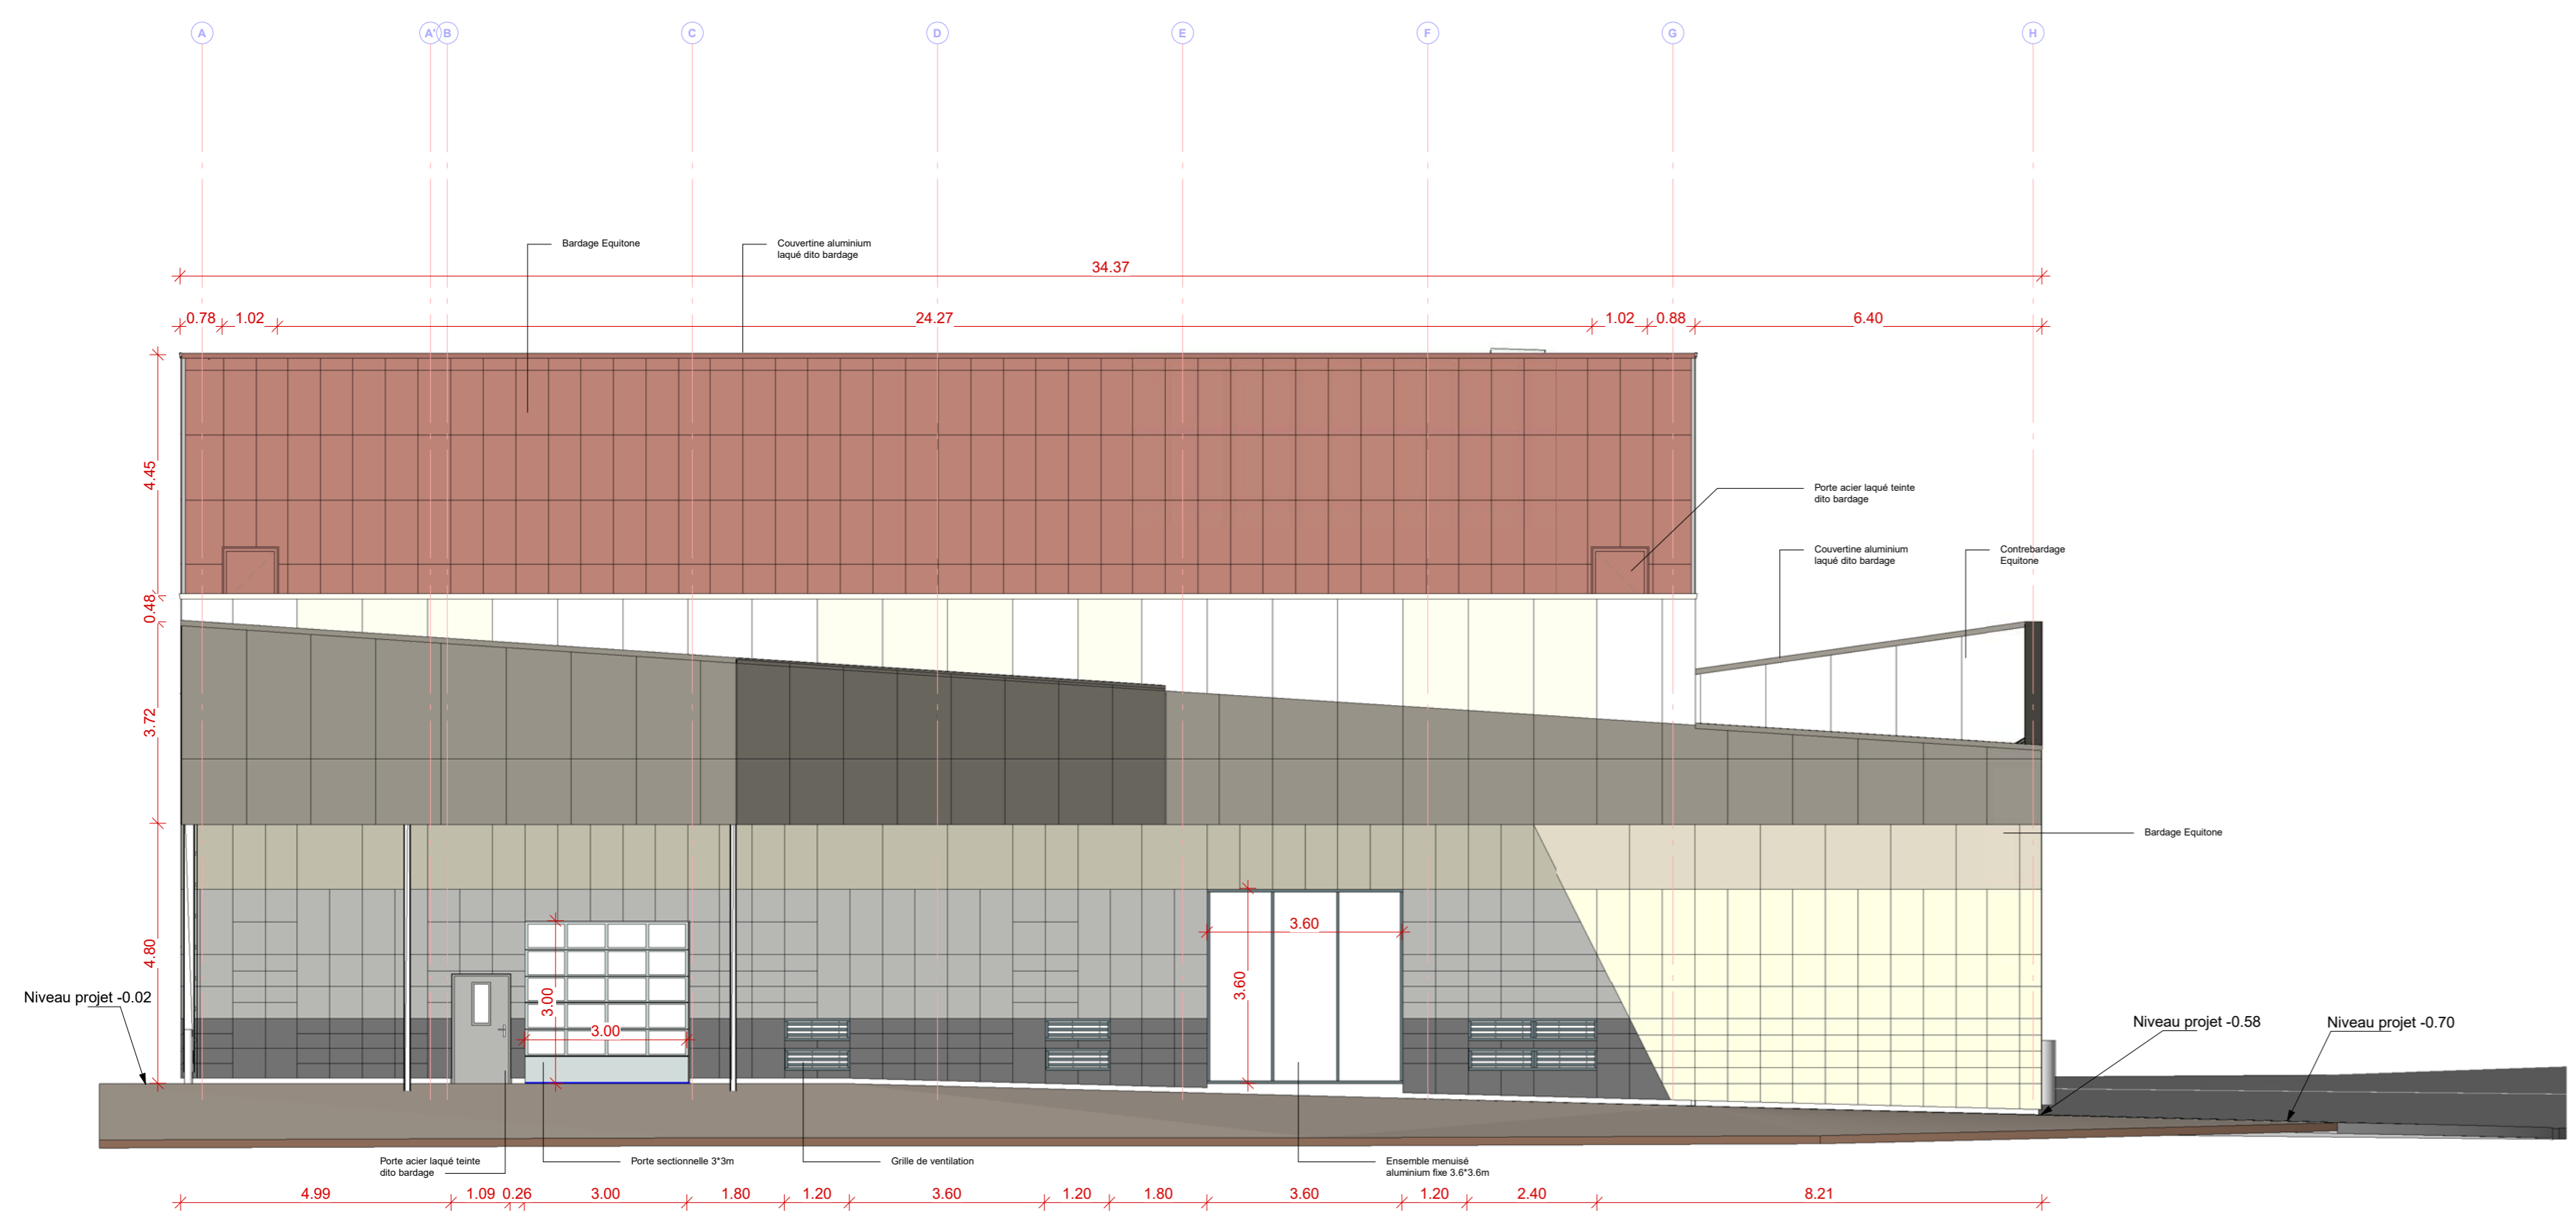 A A' B C D E F G H
Bardage Equitone
Couvertine aluminium
laqué dito bardage
34.37
0.78 1.02 24.27 1.02 0.88 6.40
4.45
Porte acier laqué teinte
dito bardage
Couvertine aluminium
laqué dito bardage
Contrebardage
Equitone
0.48
3.72
Bardage Equitone
4.80
3.60
3.60
3.00
3.00
Niveau projet -0.02
Niveau projet -0.58
Niveau projet -0.70
Porte acier laqué teinte
dito bardage
Porte sectionnelle 3*3m
Grille de ventilation
Ensemble menuisé
aluminium fixe 3.6*3.6m
4.99 1.09 0.26 3.00 1.80 1.20 3.60 1.20 1.80 3.60 1.20 2.40 8.21